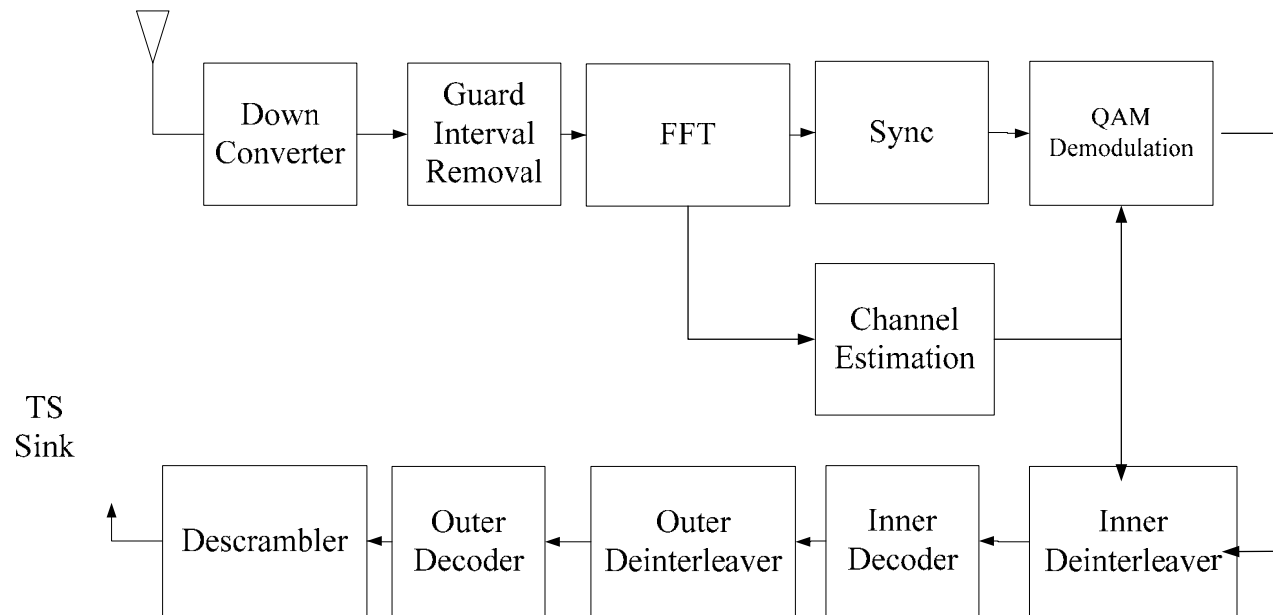 Down
Converter
Guard
Interval
Removal
FFT
Sync
QAM
Demodulation
Channel
Estimation
TS
Sink
Descrambler
Outer
Decoder
Outer
Deinterleaver
Inner
Decoder
Inner
Deinterleaver